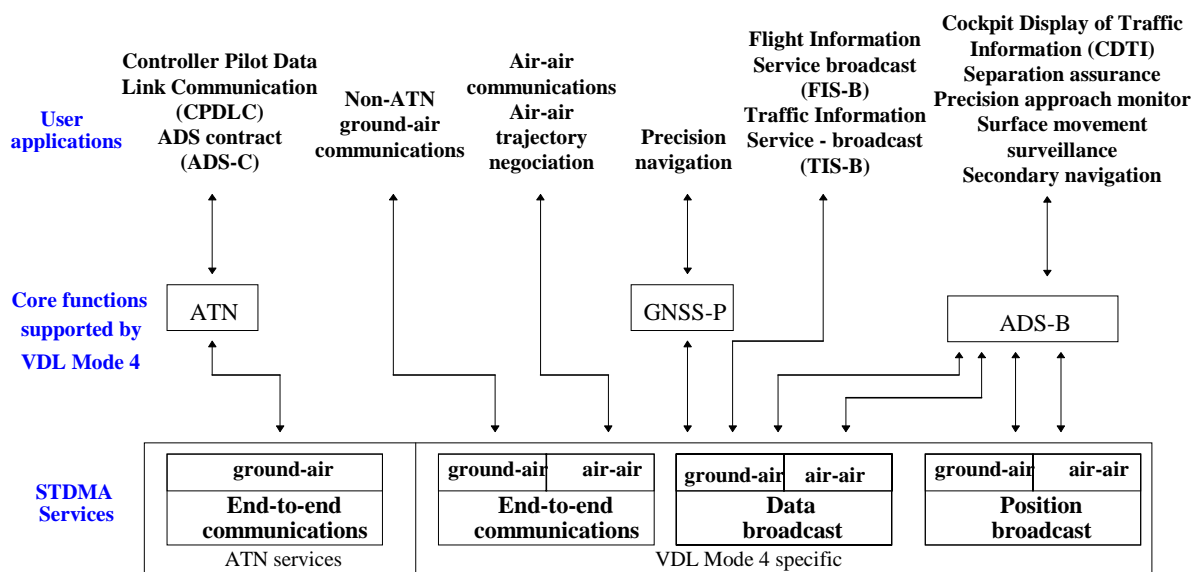 User
applications
Controller Pilot Data
Link Communication
(CPDLC)
ADS contract
(ADS-C)
Non-ATN
ground-air
communications
Air-air
communications
Air-air
trajectory
negociation
Precision
navigation
Flight Information
Service broadcast
(FIS-B)
Traffic Information
Service - broadcast
(TIS-B)
Cockpit Display of Traffic
Information (CDTI)
Separation assurance
Precision approach monitor
Surface movement
surveillance
Secondary navigation
Core functions
supported by
VDL Mode 4
ATN
GNSS-P
ADS-B
STDMA
Services
ground-air
End-to-end
communications
ATN services
ground-air
air-air
End-to-end
communications
ground-air
air-air
Data
broadcast
ground-air
air-air
Position
broadcast
VDL Mode 4 specific